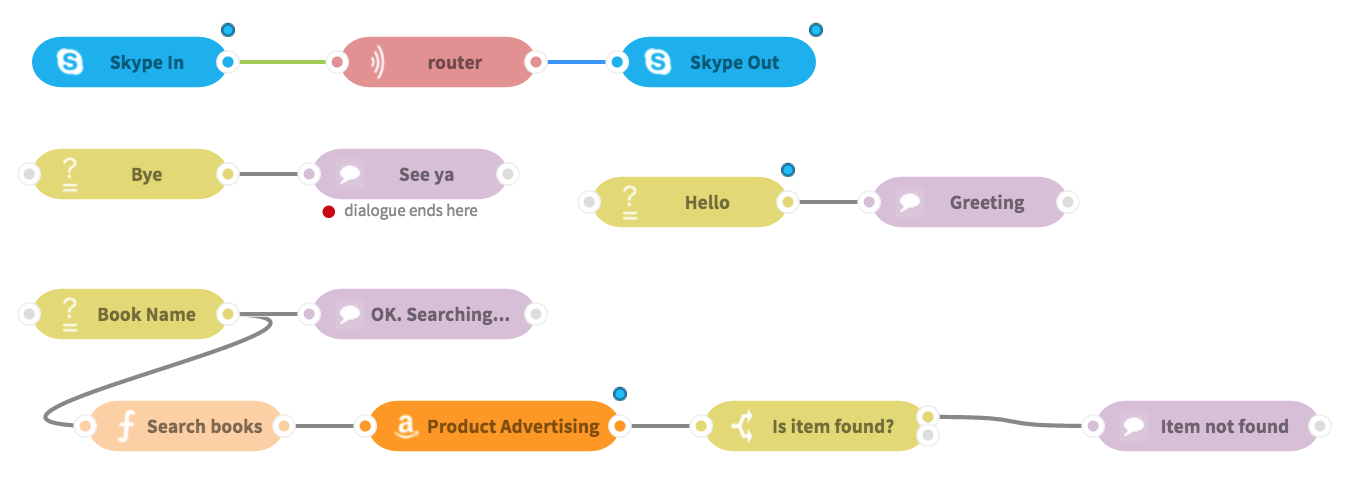 Skype In
router
Skype Out
Bye
See ya
dialogue ends here
Hello
Greeting
Book Name
OK. Searching...
Search books
Product Advertising
Is item found?
Item not found